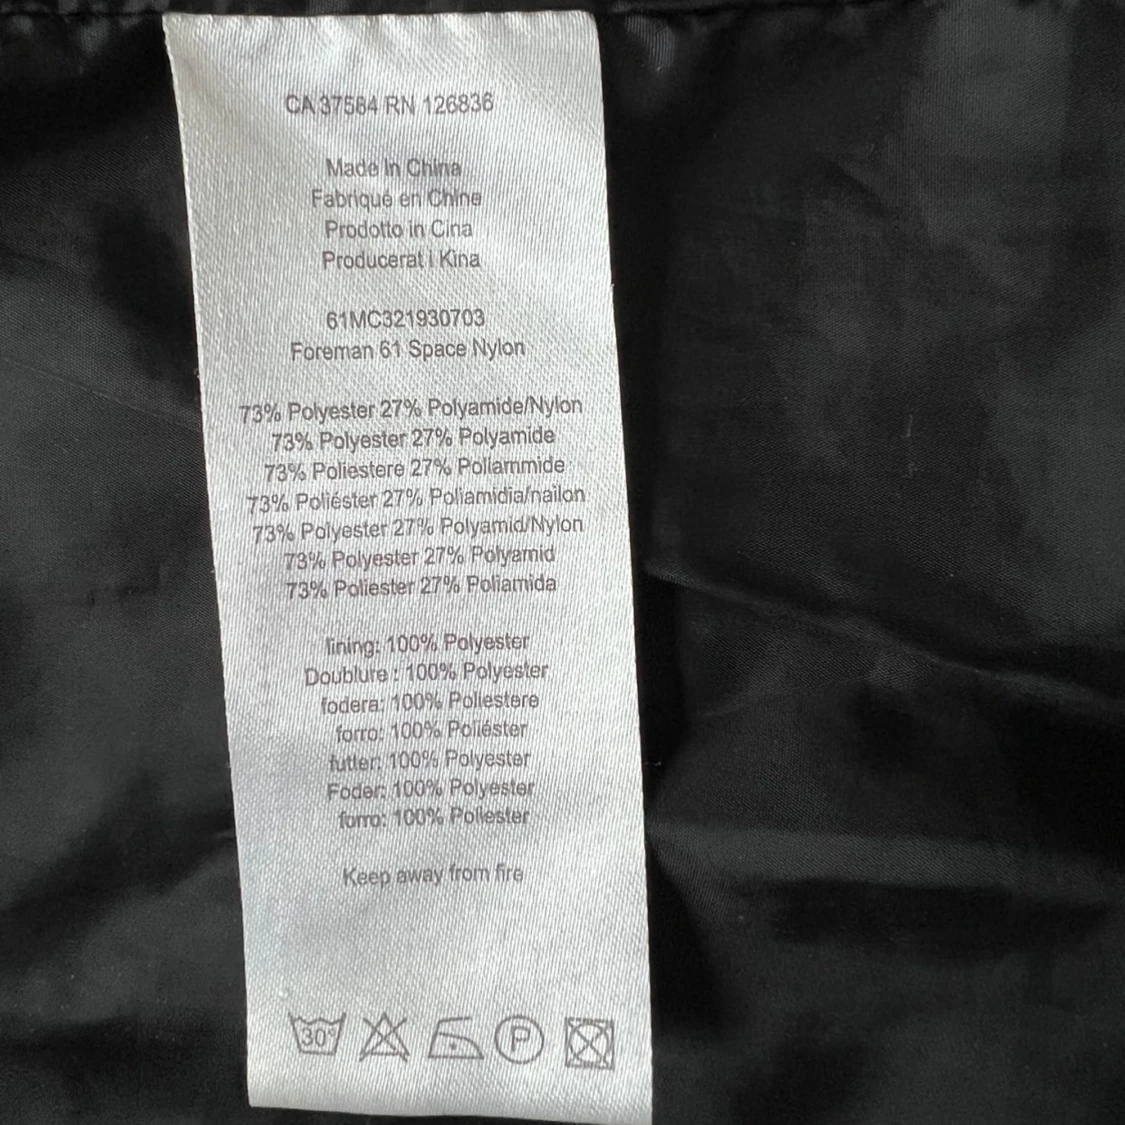 CA 37584 RN 126836
Made in China
Fabriqué en Chine
Prodotto in Cina
Producerat i Kina
61MC321930703
Foreman 61 Space Nylon
73% Polyester 27% Polyamide/Nylon
73% Polyester 27% Polyamide
73% Poliestere 27% Poliammide
73% Poliéster 27% Poliamidia/nailon
73% Polyester 27% Polyamid/Nylon
73% Polyester 27% Polyamid
73% Poliester 27% Poliamida
lining: 100% Polyester
Doublure : 100% Polyester
fodera: 100% Poliestere
forro: 100% Poliéster
futter: 100% Polyester
Foder: 100% Polyester
forro: 100% Poliester
Keep away from fire
30° P